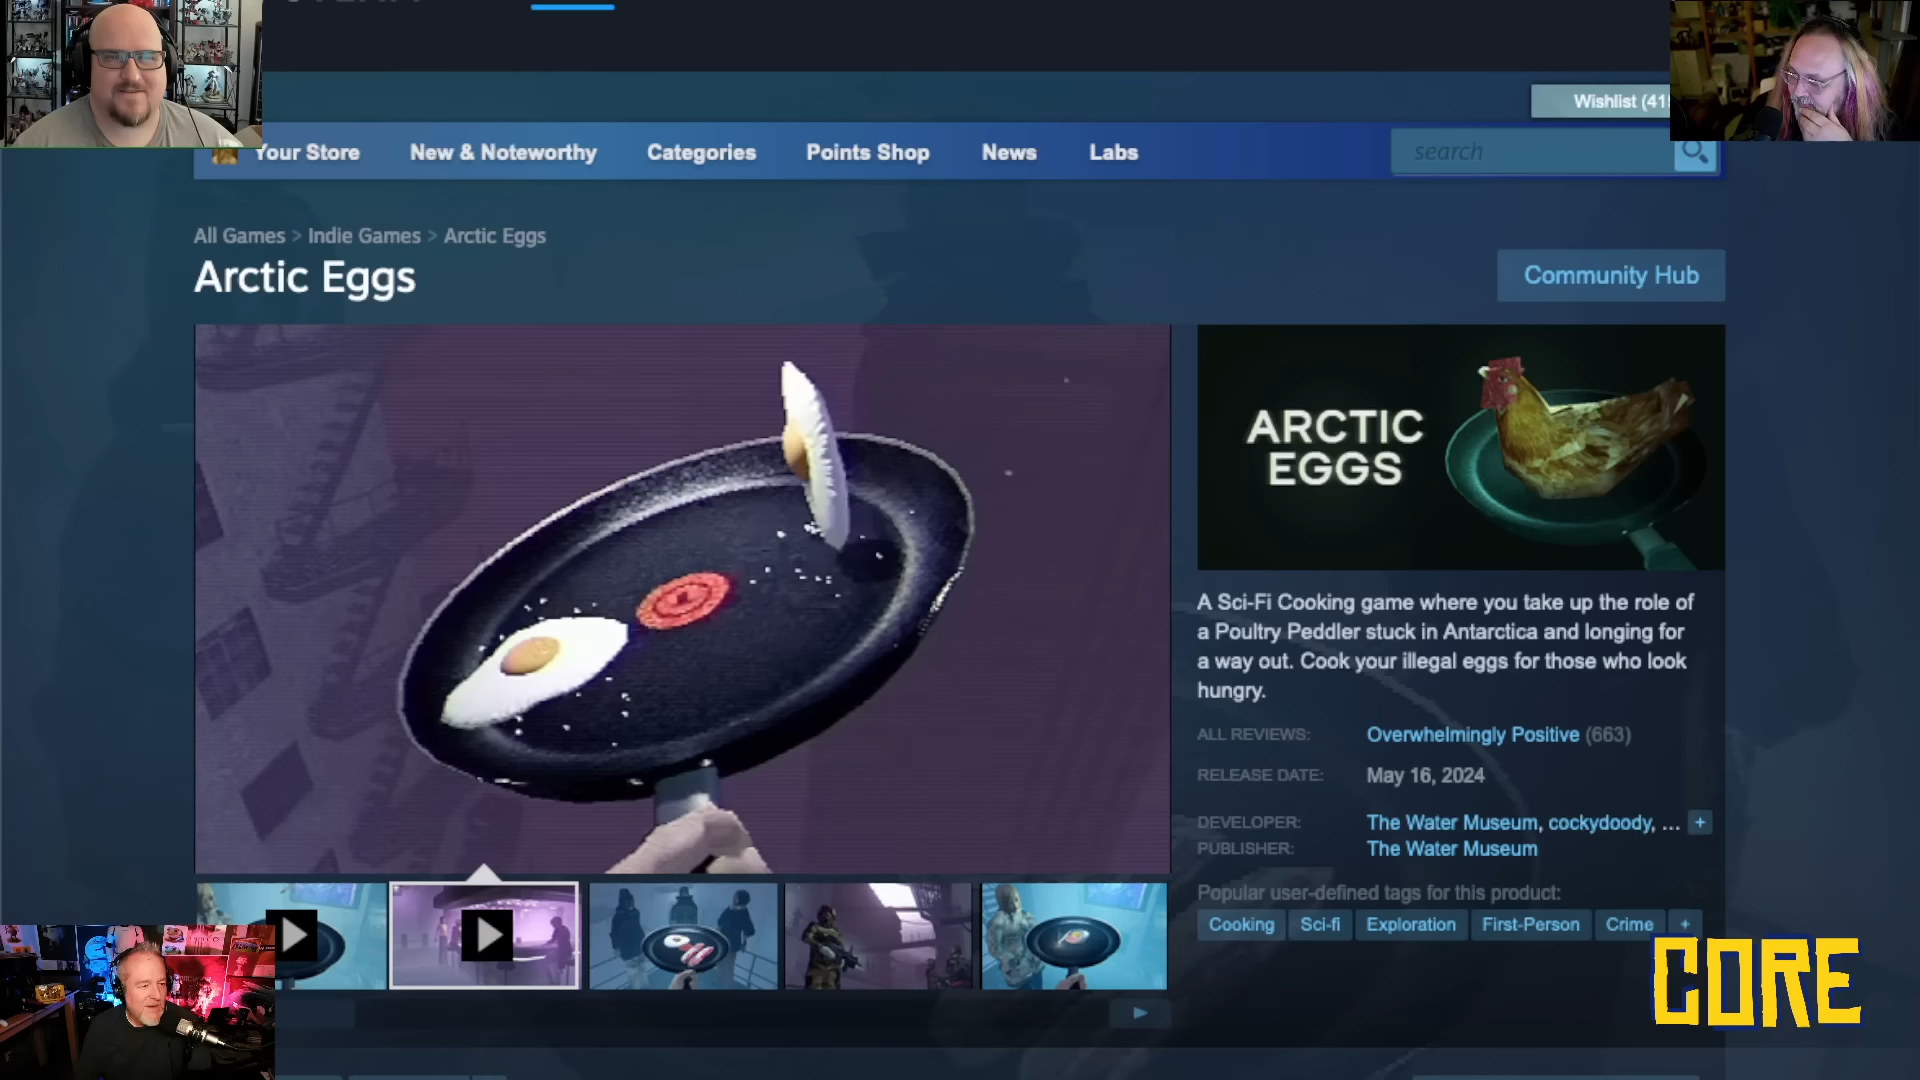 Wishlist (41
Your Store
New & Noteworthy
Categories
Points Shop
News
Labs
search
All Games > Indie Games > Arctic Eggs
Arctic Eggs
Community Hub
ARCTIC
EGGS
A Sci-Fi Cooking game where you take up the role of
a Poultry Peddler stuck in Antarctica and longing for
a way out. Cook your illegal eggs for those who look
hungry.
ALL REVIEWS: Overwhelmingly Positive (663)
RELEASE DATE: May 16, 2024
DEVELOPER: The Water Museum, cockydoody, ... +
PUBLISHER: The Water Museum
Popular user-defined tags for this product:
Cooking Sci-fi Exploration First-Person Crime +
CORE